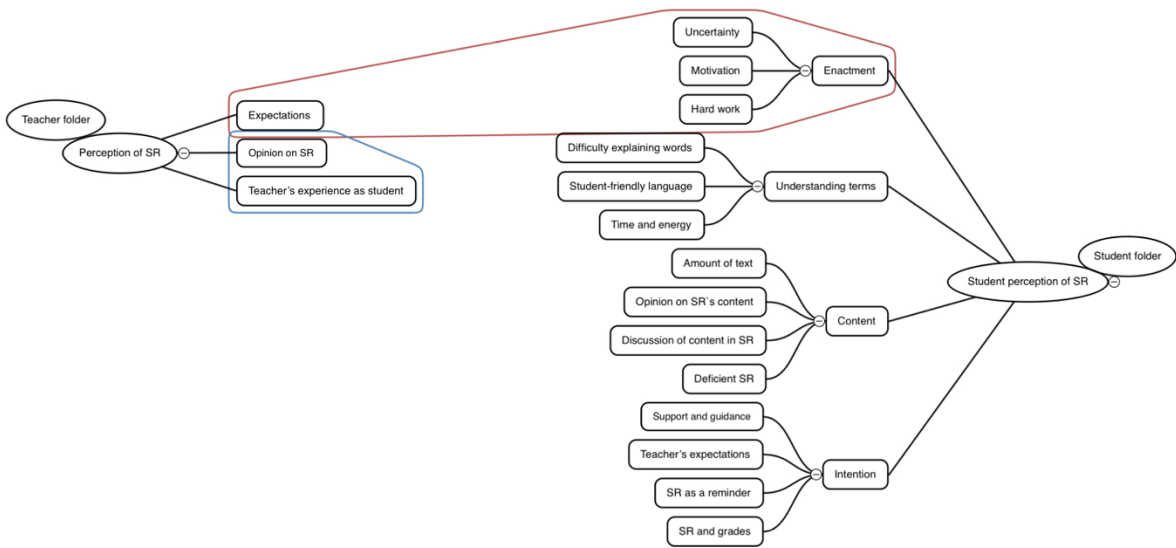 Teacher folder
Perception of SR
Expectations
Opinion on SR
Teacher's experience as student
Uncertainty
Motivation
Hard work
Enactment
Difficulty explaining words
Student-friendly language
Time and energy
Understanding terms
Amount of text
Opinion on SR`s content
Discussion of content in SR
Deficient SR
Content
Support and guidance
Teacher's expectations
SR as a reminder
SR and grades
Intention
Student perception of SR
Student folder